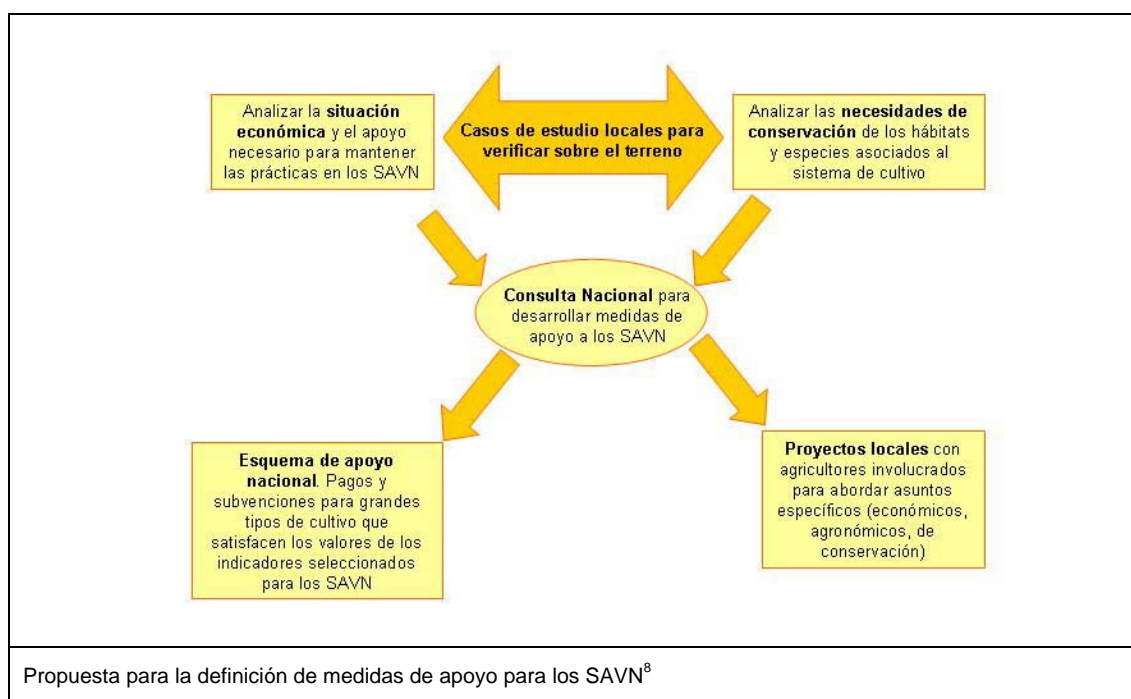 Analizar la situación
económica y el apoyo
necesario para mantener
las prácticas en los SAVN
Casos de estudio locales para
verificar sobre el terreno
Analizar las necesidades de
conservación de los hábitats
y especies asociados al
sistema de cultivo
Consulta Nacional para
desarrollar medidas de
apoyo a los SAVN
Esquema de apoyo
nacional. Pagos y
subvenciones para grandes
tipos de cultivo que
satisfacen los valores de los
indicadores seleccionados
para los SAVN
Proyectos locales con
agricultores involucrados
para abordar asuntos
específicos (económicos,
agronómicos, de
conservación)
Propuesta para la definición de medidas de apoyo para los SAVN⁸